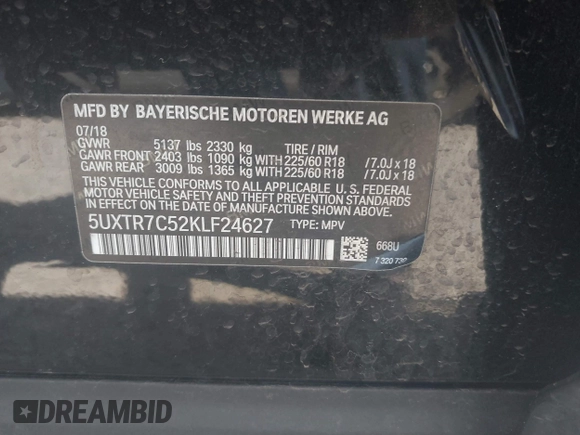 MFD BY BAYERISCHE MOTOREN WERKE AG
07/18
GVWR 5137 lbs 2330 kg TIRE / RIM
GAWR FRONT 2403 lbs 1090 kg WITH 225/60 R18 /7.0J x 18
GAWR REAR 3009 lbs 1365 kg WITH 225/60 R18 /7.0J x 18
THIS VEHICLE CONFORMS TO ALL APPLICABLE U. S. FEDERAL
MOTOR VEHICLE SAFETY AND THEFT PREVENTION STANDARDS
IN EFFECT ON THE DATE OF MANUFACTURE SHOWN ABOVE.
5UXTR7C52KLF24627 TYPE: MPV
668U
DREAMBID